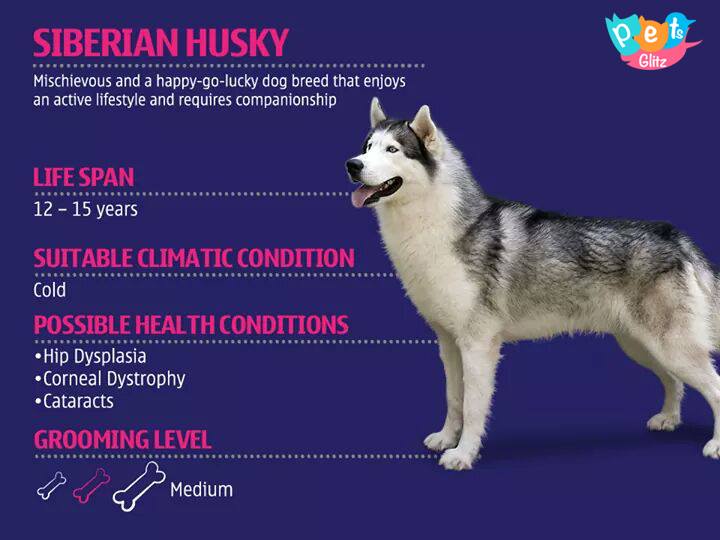 SIBERIAN HUSKY
Mischievous and a happy-go-lucky dog breed that enjoys
an active lifestyle and requires companionship
pets
Glitz
LIFE SPAN
12 – 15 years
SUITABLE CLIMATIC CONDITION
Cold
POSSIBLE HEALTH CONDITIONS
•Hip Dysplasia
•Corneal Dystrophy
•Cataracts
GROOMING LEVEL
Medium